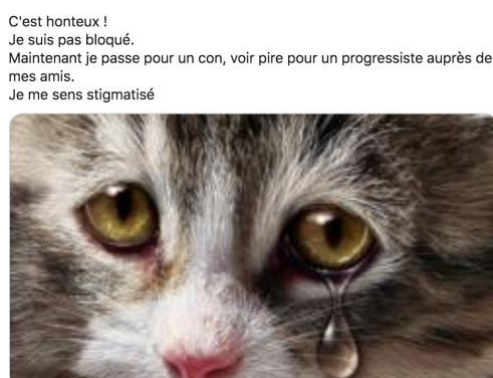 C'est honteux !
Je suis pas bloqué.
Maintenant je passe pour un con, voir pire pour un progressiste auprès de
mes amis.
Je me sens stigmatisé